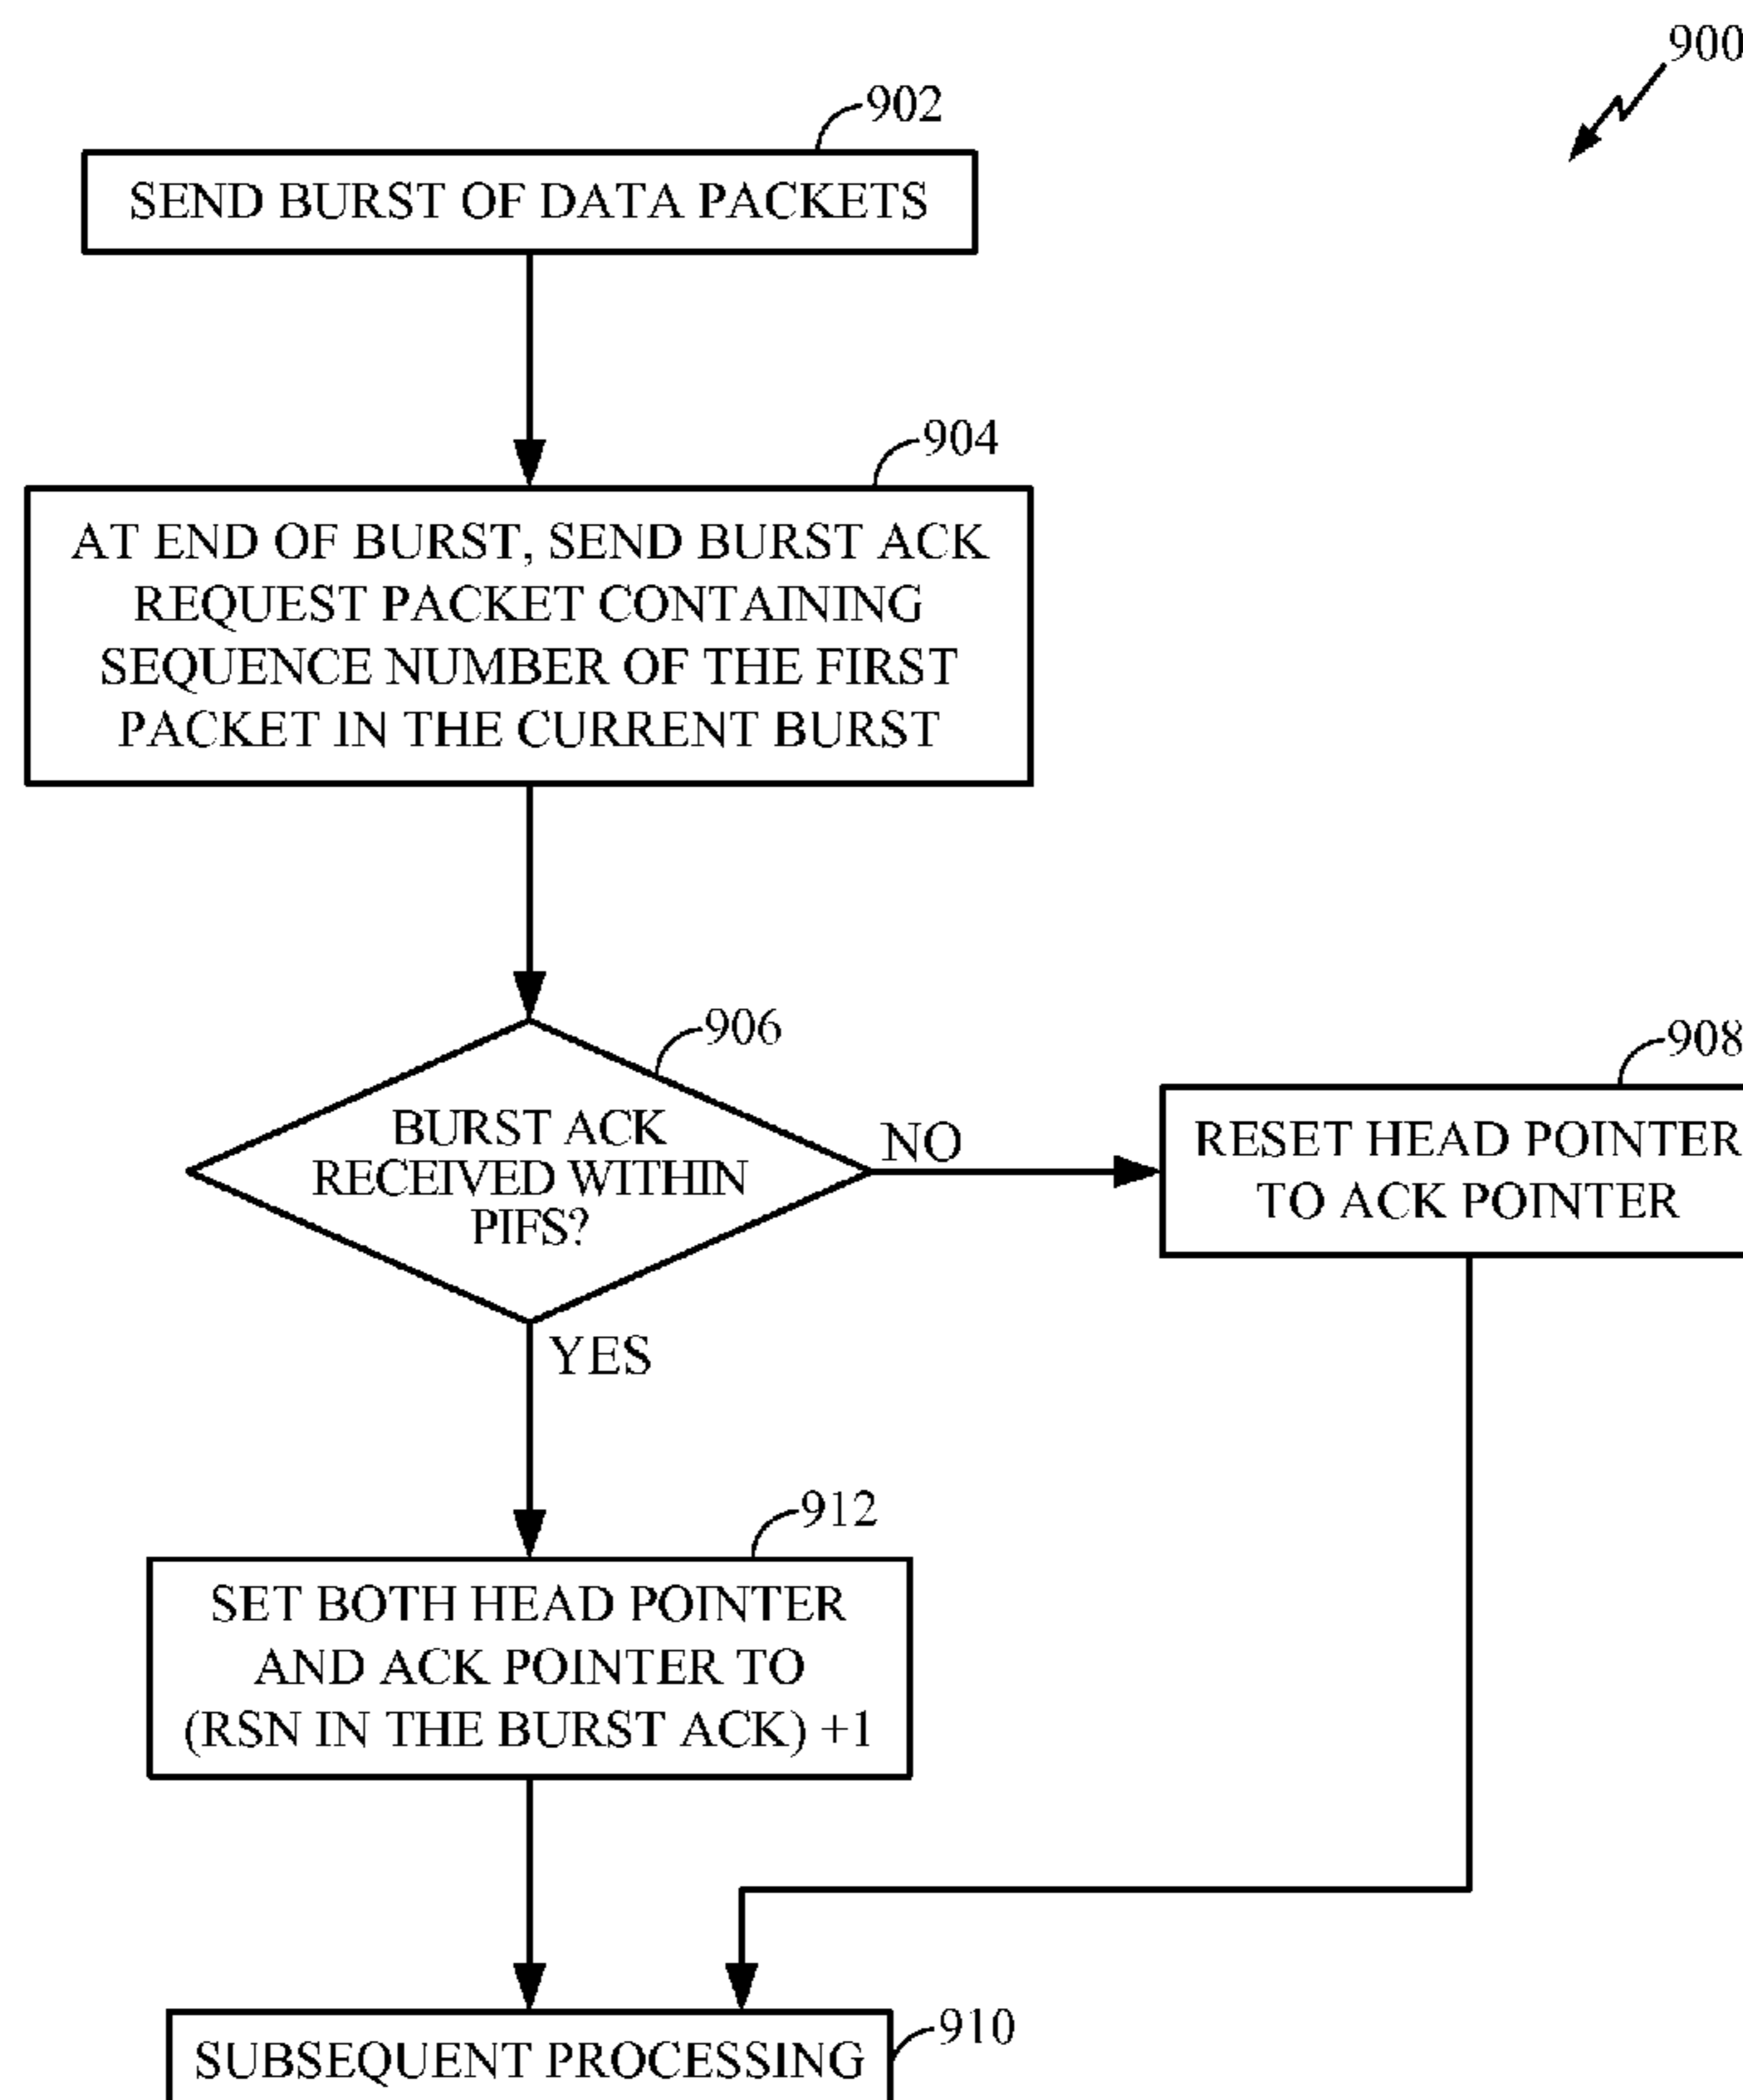 900
902
SEND BURST OF DATA PACKETS
904
AT END OF BURST, SEND BURST ACK
REQUEST PACKET CONTAINING
SEQUENCE NUMBER OF THE FIRST
PACKET IN THE CURRENT BURST
906
BURST ACK
RECEIVED WITHIN
PIFS?
NO
908
RESET HEAD POINTER
TO ACK POINTER
YES
912
SET BOTH HEAD POINTER
AND ACK POINTER TO
(RSN IN THE BURST ACK) +1
910
SUBSEQUENT PROCESSING